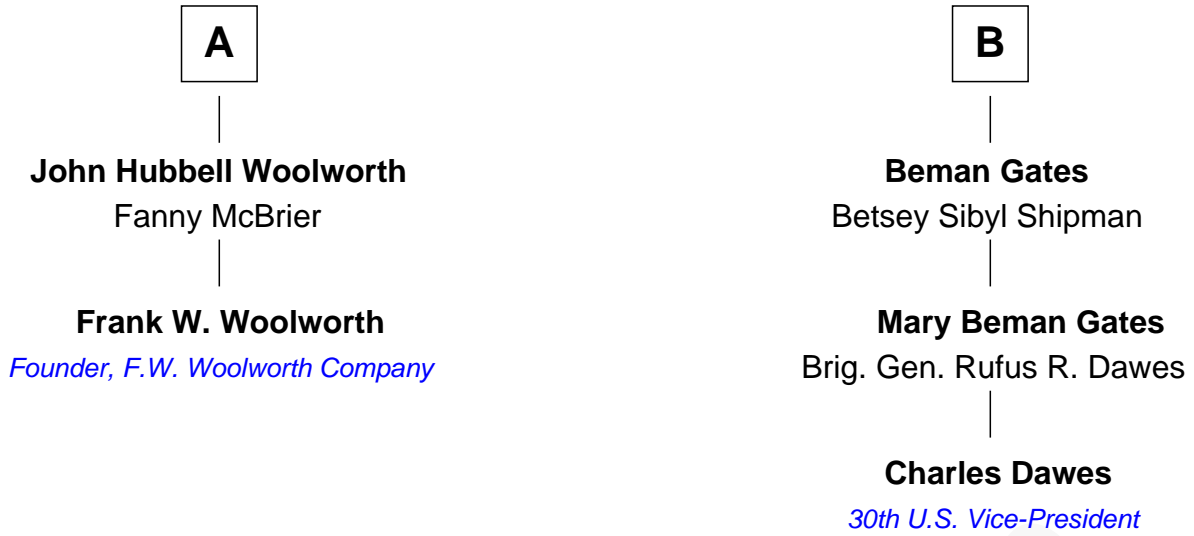 A
John Hubbell Woolworth
Fanny McBrier
Frank W. Woolworth
Founder, F.W. Woolworth Company
B
Beman Gates
Betsey Sibyl Shipman
Mary Beman Gates
Brig. Gen. Rufus R. Dawes
Charles Dawes
30th U.S. Vice-President